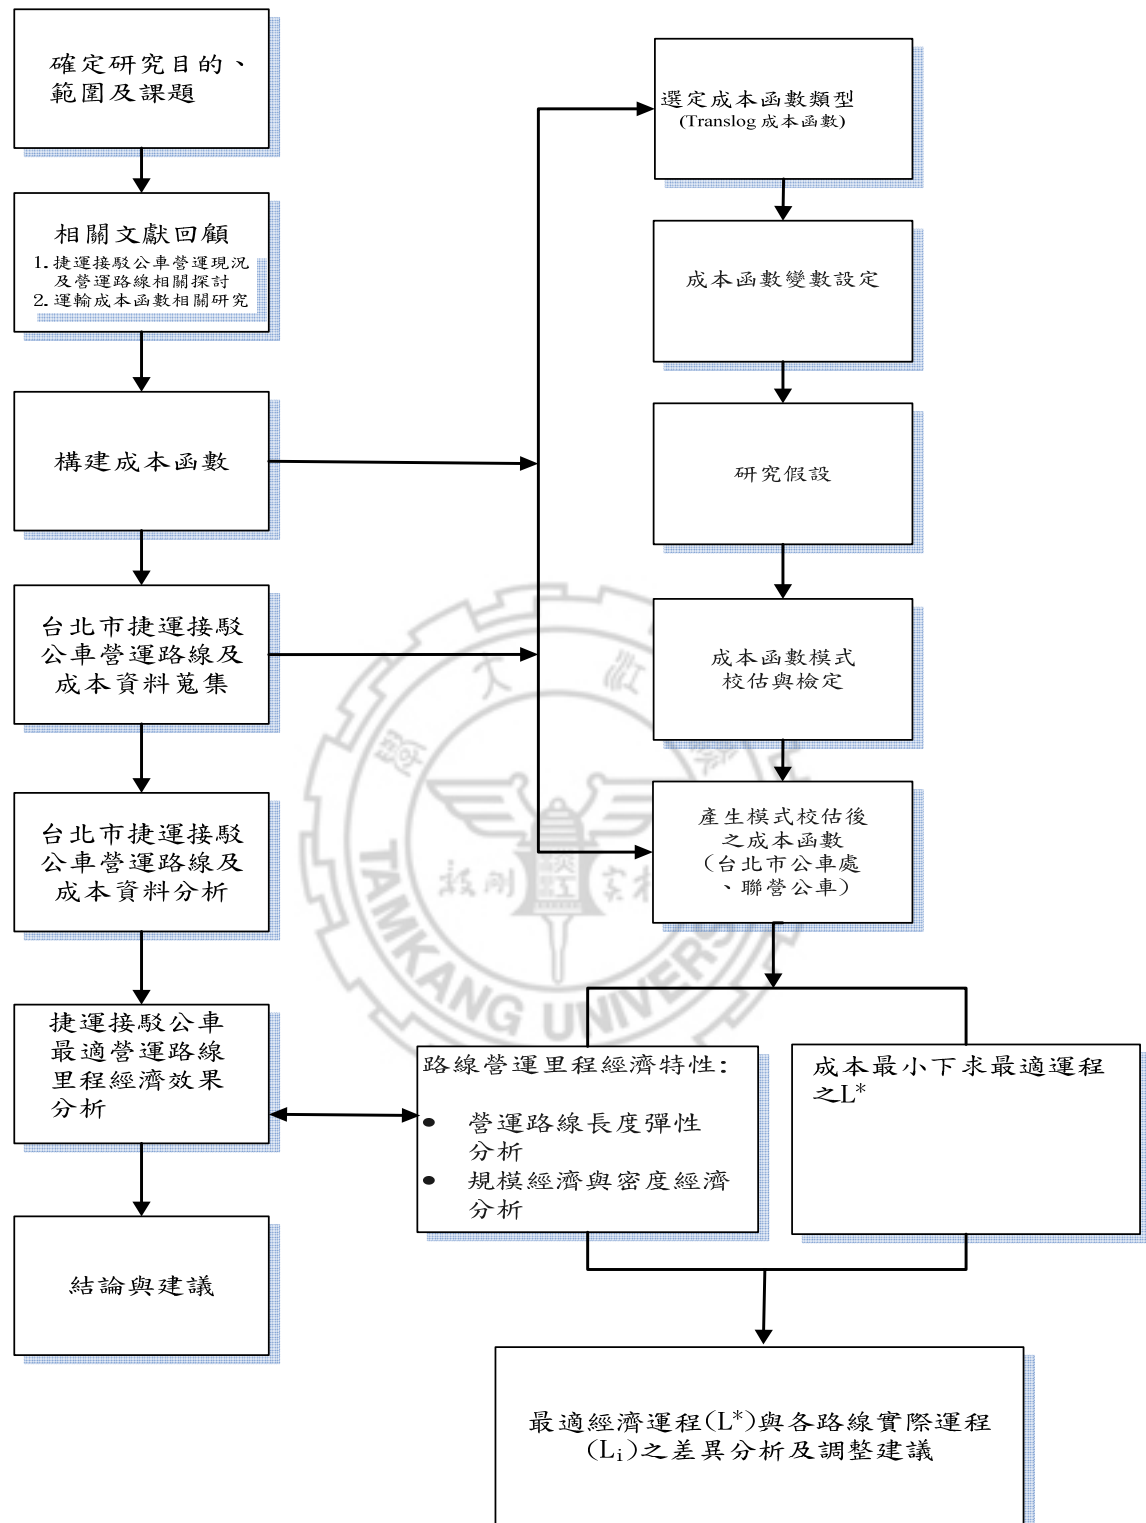 確定研究目的、
範圍及課題
相關文獻回顧
1. 捷運接駁公車營運現況
及營運路線相關探討
2. 運輸成本函數相關研究
構建成本函數
台北市捷運接駁
公車營運路線及
成本資料蒐集
台北市捷運接駁
公車營運路線及
成本資料分析
捷運接駁公車
最適營運路線
里程經濟效果
分析
結論與建議
選定成本函數類型
(Translog 成本函數)
成本函數變數設定
研究假設
成本函數模式
校估與檢定
產生模式校估後
之成本函數
（台北市公車處
、聯營公車）
路線營運里程經濟特性:
● 營運路線長度彈性
分析
● 規模經濟與密度經濟
分析
成本最小下求最適運程
之L*
最適經濟運程(L*)與各路線實際運程
(Li)之差異分析及調整建議
TAMKANG UNIVERS